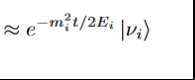 ≈ e^{-m_i^2 t/2E_i} |ν_i⟩